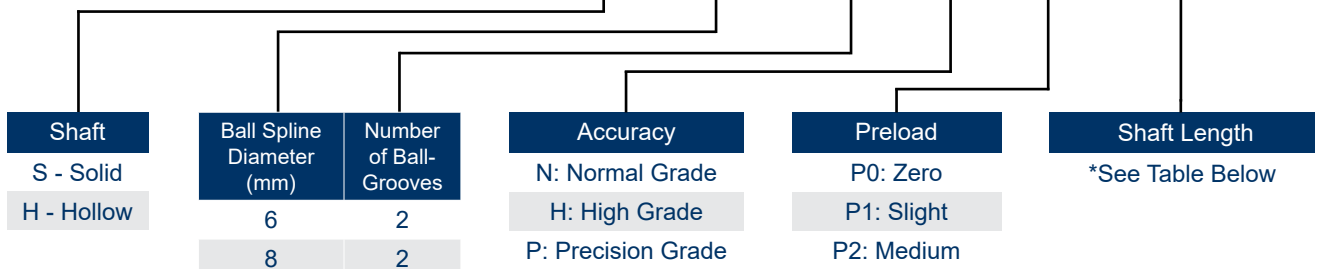 Shaft
S - Solid
H - Hollow
Ball Spline
Diameter
(mm)
Number
of Ball-
Grooves
6 2
8 2
Accuracy
N: Normal Grade
H: High Grade
P: Precision Grade
Preload
P0: Zero
P1: Slight
P2: Medium
Shaft Length
*See Table Below